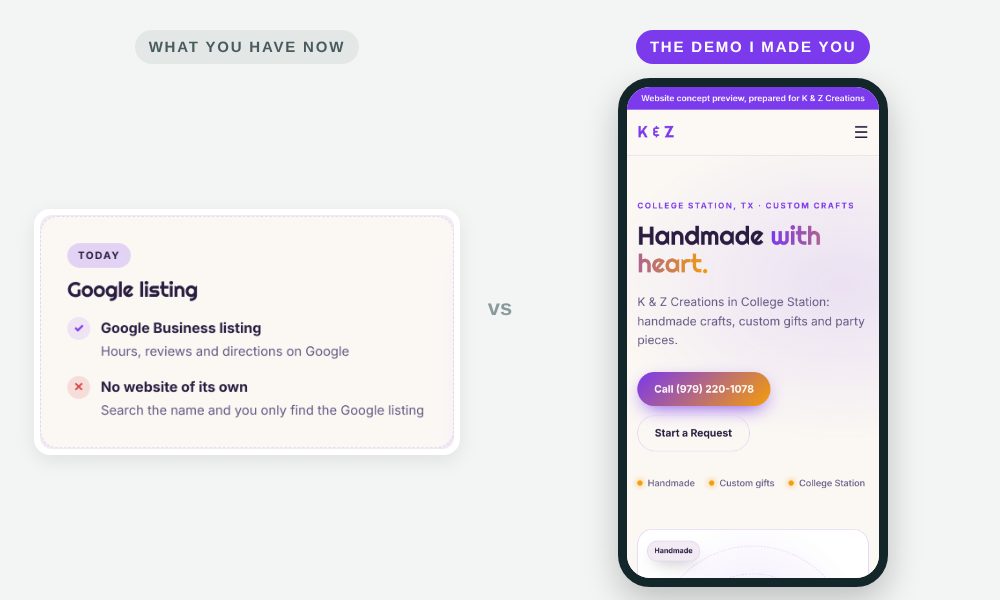 WHAT YOU HAVE NOW
TODAY
Google listing
Google Business listing
Hours, reviews and directions on Google
No website of its own
Search the name and you only find the Google listing
vs
THE DEMO I MADE YOU
Website concept preview, prepared for K & Z Creations
K & Z
COLLEGE STATION, TX · CUSTOM CRAFTS
Handmade with
heart.
K & Z Creations in College Station:
handmade crafts, custom gifts and party
pieces.
Call (979) 220-1078
Start a Request
Handmade
Custom gifts
College Station
Handmade